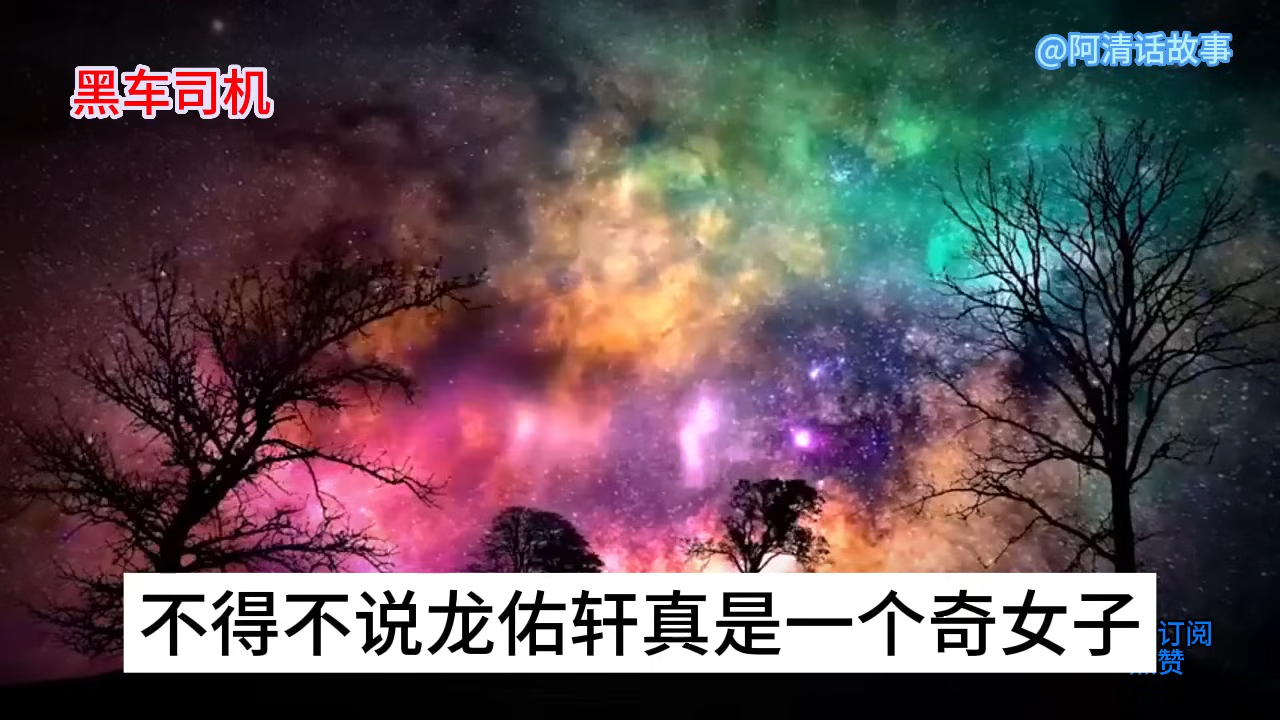 @阿清话故事
黑车司机
不得不说龙佑轩真是一个奇女子
订阅
赞